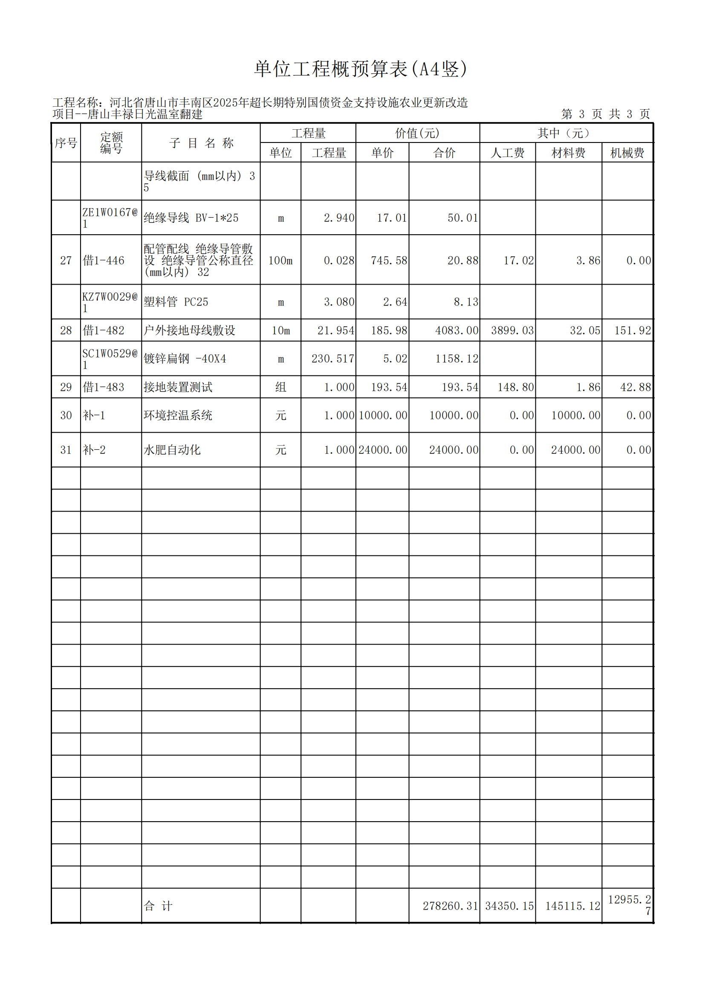 单位工程概预算表(A4竖)
工程名称：河北省唐山市丰南区2025年超长期特别国债资金支持设施农业更新改造
项目--唐山丰禄日光温室翻建 第 3 页 共 3 页
序号 定额编号 子 目 名 称 工程量 价值(元) 其中（元）
单位 工程量 单价 合价 人工费 材料费 机械费
导线截面 (mm以内) 3
5
ZE1W0167@
1 绝缘导线 BV-1*25 m 2.940 17.01 50.01
27 借1-446 配管配线 绝缘导管敷
设 绝缘导管公称直径
(mm以内) 32 100m 0.028 745.58 20.88 17.02 3.86 0.00
KZ7W0029@
1 塑料管 PC25 m 3.080 2.64 8.13
28 借1-482 户外接地母线敷设 10m 21.954 185.98 4083.00 3899.03 32.05 151.92
SC1W0529@
1 镀锌扁钢 -40X4 m 230.517 5.02 1158.12
29 借1-483 接地装置测试 组 1.000 193.54 193.54 148.80 1.86 42.88
30 补-1 环境控温系统 元 1.000 10000.00 10000.00 0.00 10000.00 0.00
31 补-2 水肥自动化 元 1.000 24000.00 24000.00 0.00 24000.00 0.00
合 计 278260.31 34350.15 145115.12 12955.2
7